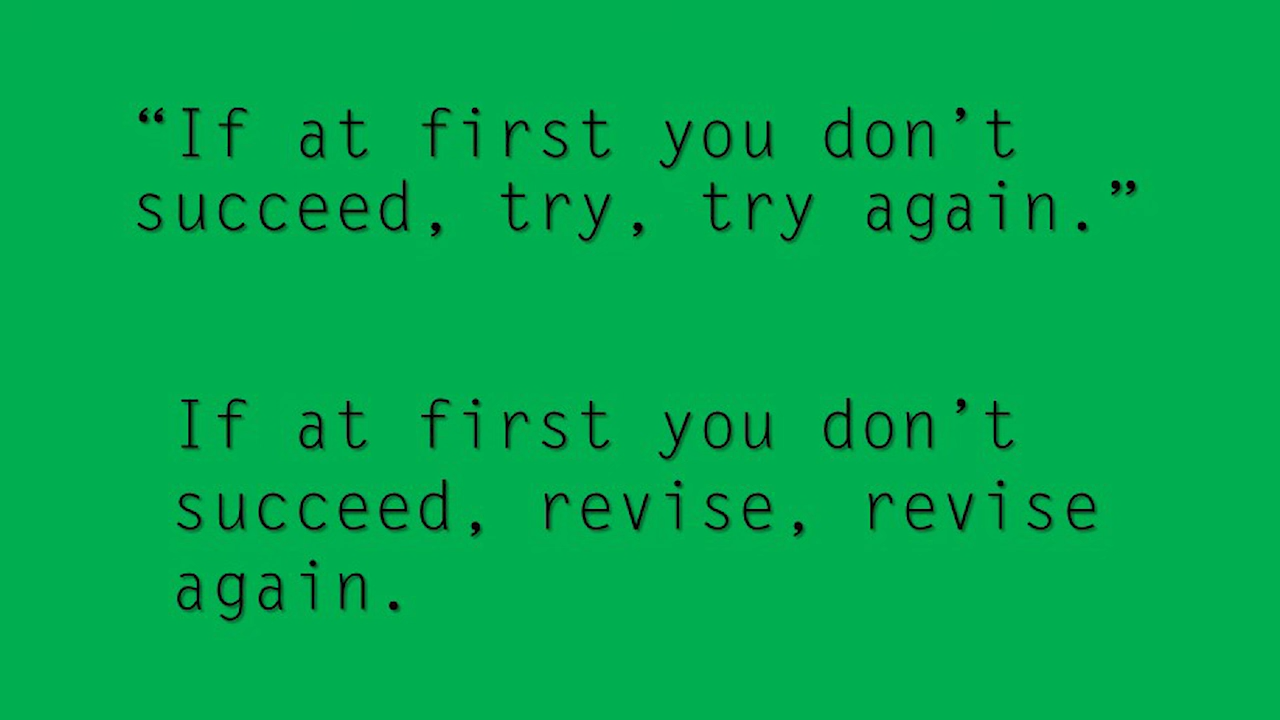 “If at first you don’t
succeed, try, try again.”
If at first you don’t
succeed, revise, revise
again.